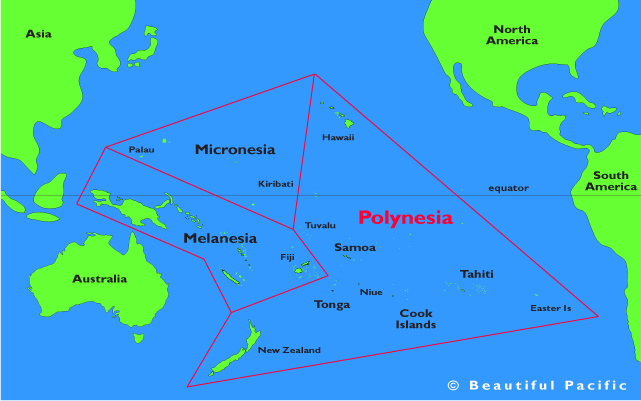 Asia
North
America
Hawaii
Palau
Micronesia
South
America
Kiribati
equator
Polynesia
Tuvalu
Melanesia
Samoa
Fiji
Australia
Tahiti
Niue
Tonga
Cook
Islands
Easter Is
New Zealand
© Beautiful Pacific